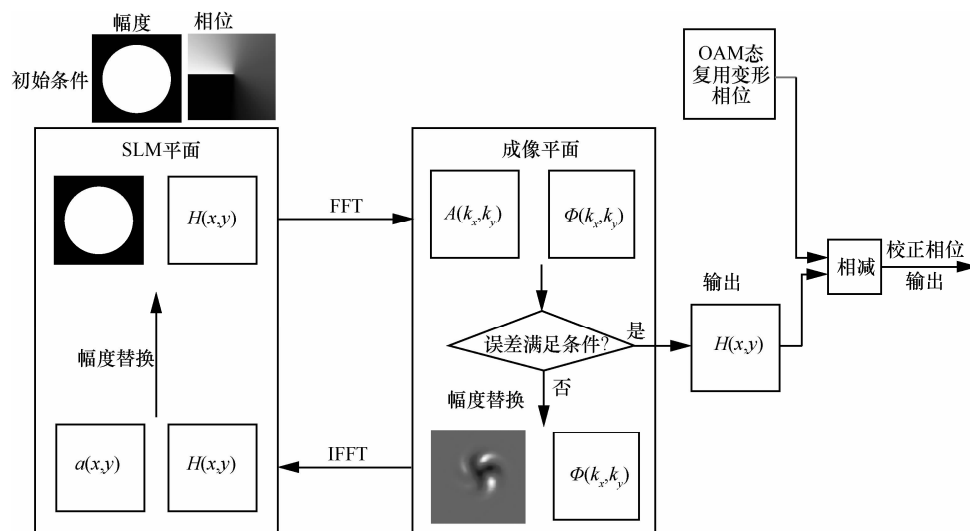 幅度
相位
初始条件
OAM态
复用变形
相位
SLM平面
H(x,y)
幅度替换
a(x,y)
H(x,y)
FFT
IFFT
成像平面
A(kx,ky)
Φ(kx,ky)
误差满足条件?
是
否
幅度替换
Φ(kx,ky)
输出
H(x,y)
相减
校正相位
输出